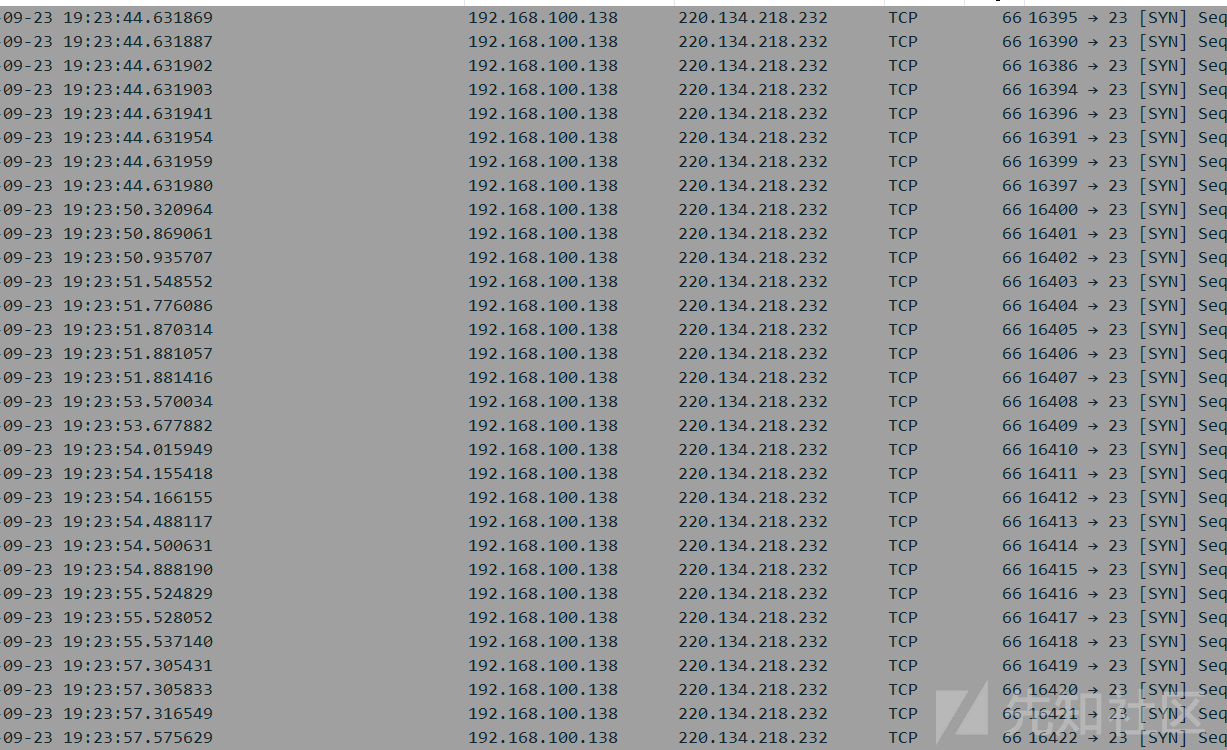 -09-23 19:23:44.631869 192.168.100.138 220.134.218.232 TCP 66 16395 → 23 [SYN] Seq
-09-23 19:23:44.631887 192.168.100.138 220.134.218.232 TCP 66 16390 → 23 [SYN] Seq
-09-23 19:23:44.631902 192.168.100.138 220.134.218.232 TCP 66 16386 → 23 [SYN] Seq
-09-23 19:23:44.631903 192.168.100.138 220.134.218.232 TCP 66 16394 → 23 [SYN] Seq
-09-23 19:23:44.631941 192.168.100.138 220.134.218.232 TCP 66 16396 → 23 [SYN] Seq
-09-23 19:23:44.631954 192.168.100.138 220.134.218.232 TCP 66 16391 → 23 [SYN] Seq
-09-23 19:23:44.631959 192.168.100.138 220.134.218.232 TCP 66 16399 → 23 [SYN] Seq
-09-23 19:23:44.631980 192.168.100.138 220.134.218.232 TCP 66 16397 → 23 [SYN] Seq
-09-23 19:23:50.320964 192.168.100.138 220.134.218.232 TCP 66 16400 → 23 [SYN] Seq
-09-23 19:23:50.869061 192.168.100.138 220.134.218.232 TCP 66 16401 → 23 [SYN] Seq
-09-23 19:23:50.935707 192.168.100.138 220.134.218.232 TCP 66 16402 → 23 [SYN] Seq
-09-23 19:23:51.548552 192.168.100.138 220.134.218.232 TCP 66 16403 → 23 [SYN] Seq
-09-23 19:23:51.776086 192.168.100.138 220.134.218.232 TCP 66 16404 → 23 [SYN] Seq
-09-23 19:23:51.870314 192.168.100.138 220.134.218.232 TCP 66 16405 → 23 [SYN] Seq
-09-23 19:23:51.881057 192.168.100.138 220.134.218.232 TCP 66 16406 → 23 [SYN] Seq
-09-23 19:23:51.881416 192.168.100.138 220.134.218.232 TCP 66 16407 → 23 [SYN] Seq
-09-23 19:23:53.570034 192.168.100.138 220.134.218.232 TCP 66 16408 → 23 [SYN] Seq
-09-23 19:23:53.677882 192.168.100.138 220.134.218.232 TCP 66 16409 → 23 [SYN] Seq
-09-23 19:23:54.015949 192.168.100.138 220.134.218.232 TCP 66 16410 → 23 [SYN] Seq
-09-23 19:23:54.155418 192.168.100.138 220.134.218.232 TCP 66 16411 → 23 [SYN] Seq
-09-23 19:23:54.166155 192.168.100.138 220.134.218.232 TCP 66 16412 → 23 [SYN] Seq
-09-23 19:23:54.488117 192.168.100.138 220.134.218.232 TCP 66 16413 → 23 [SYN] Seq
-09-23 19:23:54.500631 192.168.100.138 220.134.218.232 TCP 66 16414 → 23 [SYN] Seq
-09-23 19:23:54.888190 192.168.100.138 220.134.218.232 TCP 66 16415 → 23 [SYN] Seq
-09-23 19:23:55.524829 192.168.100.138 220.134.218.232 TCP 66 16416 → 23 [SYN] Seq
-09-23 19:23:55.528052 192.168.100.138 220.134.218.232 TCP 66 16417 → 23 [SYN] Seq
-09-23 19:23:55.537140 192.168.100.138 220.134.218.232 TCP 66 16418 → 23 [SYN] Seq
-09-23 19:23:57.305431 192.168.100.138 220.134.218.232 TCP 66 16419 → 23 [SYN] Seq
-09-23 19:23:57.305833 192.168.100.138 220.134.218.232 TCP 66 16420 → 23 [SYN] Seq
-09-23 19:23:57.316549 192.168.100.138 220.134.218.232 TCP 66 16421 → 23 [SYN] Seq
-09-23 19:23:57.575629 192.168.100.138 220.134.218.232 TCP 66 16422 → 23 [SYN] Seq
先知社区